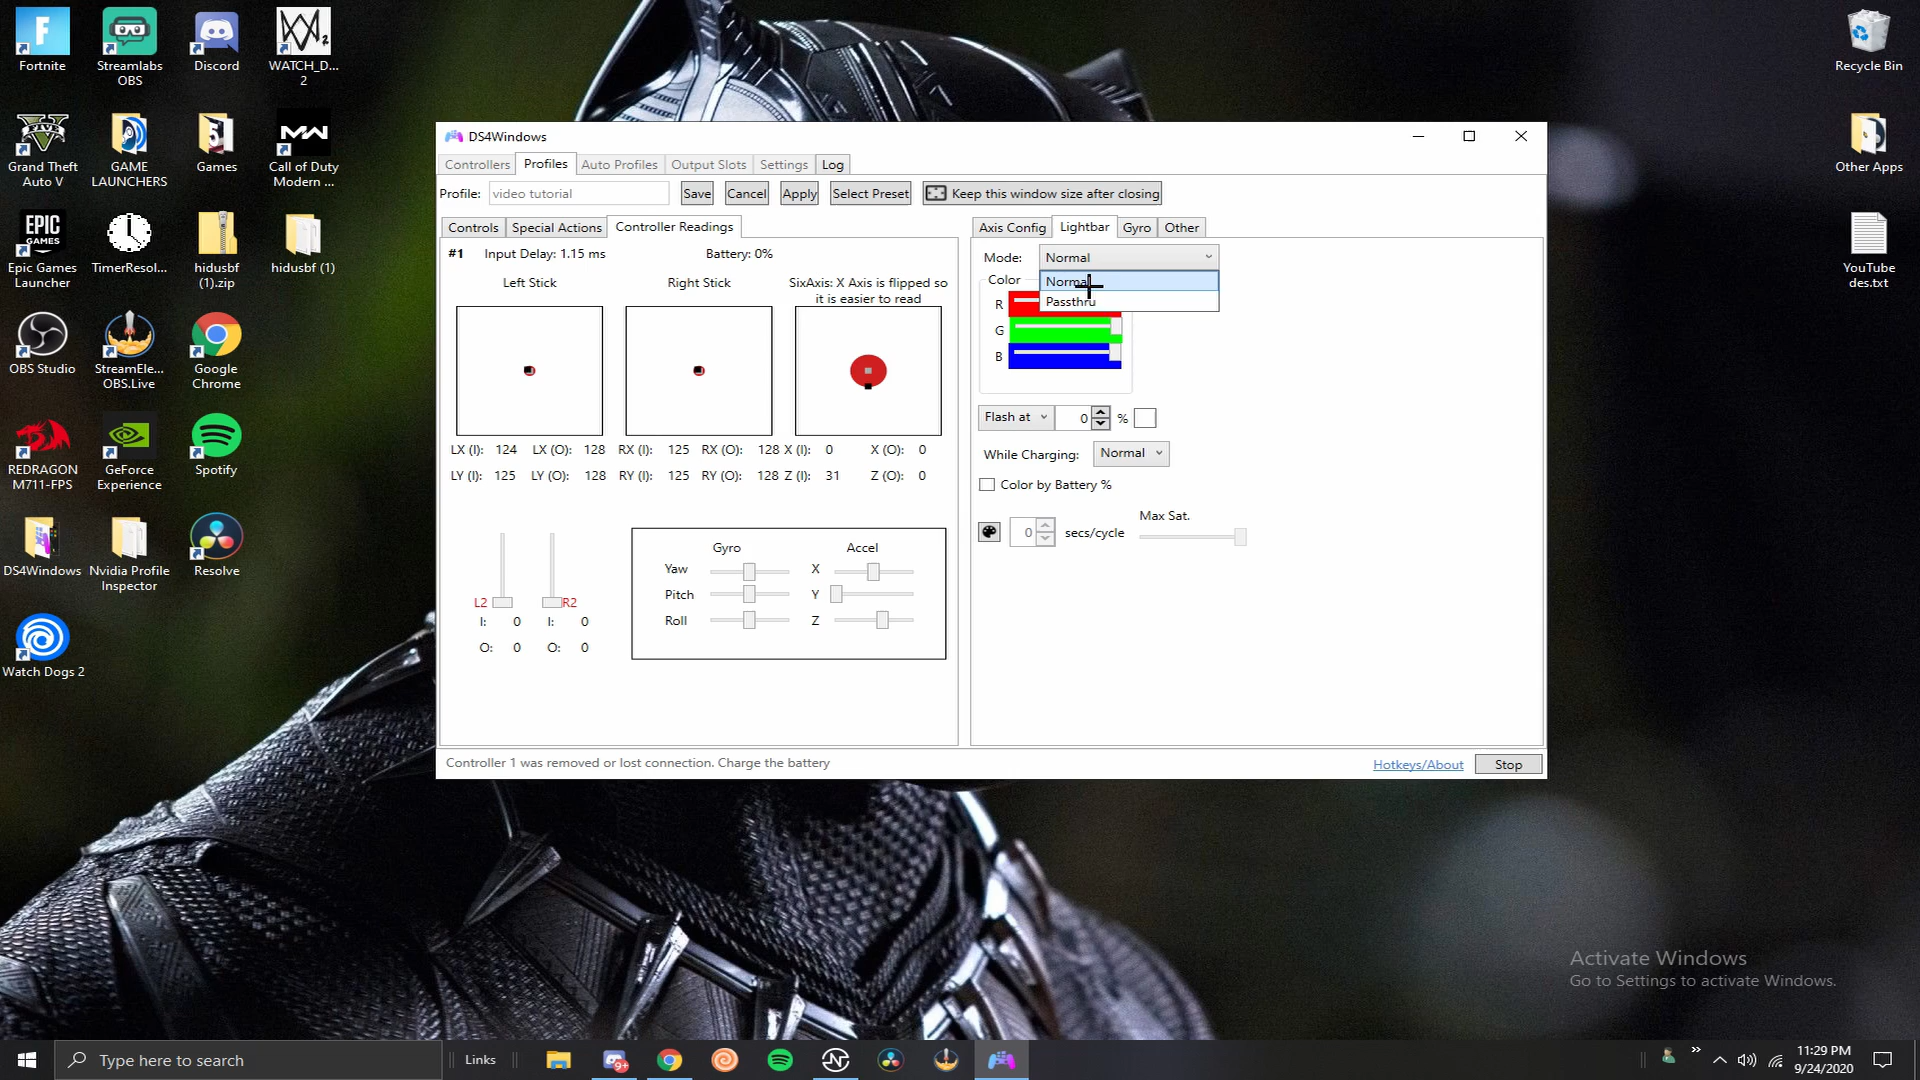 Fortnite
Streamlabs
OBS
Discord
WATCH_D...
2
Recycle Bin
Grand Theft
Auto V
GAME
LAUNCHERS
Games
MW
Call of Duty
Modern ...
Other Apps
EPIC
GAMES
Epic Games
Launcher
TimerResol...
hidusbf
(1).zip
hidusbf (1)
YouTube
des.txt
OBS Studio
StreamEle...
OBS.Live
Google
Chrome
REDRAGON
M711-FPS
GeForce
Experience
Spotify
DS4Windows
Nvidia Profile
Inspector
Resolve
Watch Dogs 2
DS4Windows
Controllers Profiles Auto Profiles Output Slots Settings Log
Profile: video tutorial Save Cancel Apply Select Preset Keep this window size after closing
Controls Special Actions Controller Readings
#1 Input Delay: 1.15 ms Battery: 0%
Left Stick Right Stick SixAxis: X Axis is flipped so
it is easier to read
LX (I): 124 LX (O): 128 RX (I): 125 RX (O): 128 X (I): 0 X (O): 0
LY (I): 125 LY (O): 128 RY (I): 125 RY (O): 128 Z (I): 31 Z (O): 0
L2 R2
I: 0 I: 0
O: 0 O: 0
Gyro Accel
Yaw X
Pitch Y
Roll Z
Axis Config Lightbar Gyro Other
Mode: Normal
Color Normal
Passthru
R
G
B
Flash at 0 %
While Charging: Normal
Color by Battery %
0 secs/cycle Max Sat.
Controller 1 was removed or lost connection. Charge the battery
Hotkeys/About Stop
Activate Windows
Go to Settings to activate Windows.
Type here to search
Links
9+
11:29 PM
9/24/2020